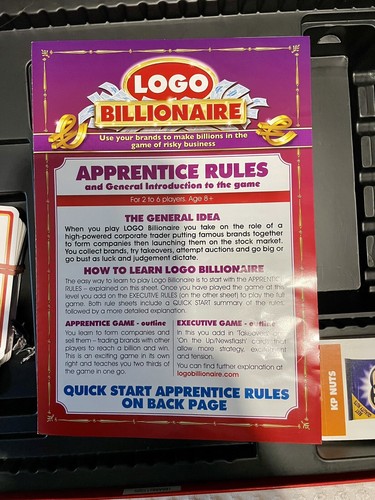 LOGO
BILLIONAIRE
Use your brands to make billions in the
game of risky business
APPRENTICE RULES
and General Introduction to the game
For 2 to 6 players. Age 8+
THE GENERAL IDEA
When you play LOGO Billionaire you take on the role of a
high-powered corporate trader putting famous brands together
to form companies then launching them on the stock market.
You collect brands, try takeovers, attempt auctions and go big or
go bust as luck and judgement dictate.
HOW TO LEARN LOGO BILLIONAIRE
The easy way to learn to play Logo Billionaire is to start with the APPRENTICE
RULES – explained on this sheet. Once you have played the game at this
level you add on the EXECUTIVE RULES (on the other sheet) to play the full
game. Both rule sheets include a QUICK START summary of the rules,
followed by a more detailed explanation.
APPRENTICE GAME - outline
You learn to form companies and
sell them – trading brands with other
players to reach a billion and win.
This is an exciting game in its own
right and teaches you two thirds of
the game in one go.
EXECUTIVE GAME - outline
In this you add in 'Takeover' and
'On the Up/Newsflash' cards that
allow more strategy, excitement
and tension.
You can find further explanation at
logobillionaire.com
QUICK START APPRENTICE RULES
ON BACK PAGE
KP NUTS